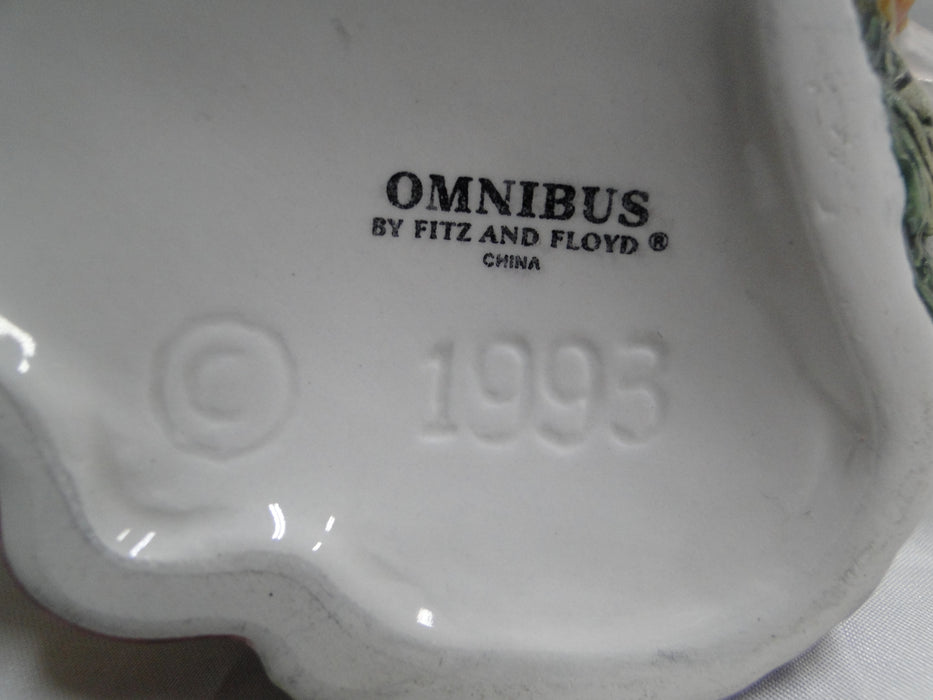 OMNIBUS
BY FITZ AND FLOYD ®
CHINA
© 1993